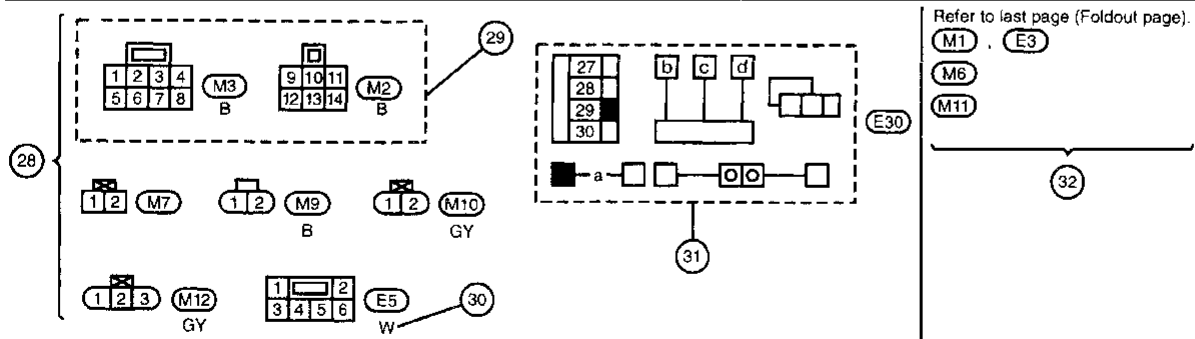 Refer to last page (Foldout page).
M1 , E3
M6
M11
32
28
29
1 2 3 4
5 6 7 8
M3
B
9 10 11
12 13 14
M2
B
1 2
M7
1 2
M9
B
1 2
M10
GY
1 2 3
M12
GY
1 2
3 4 5 6
E5
W
30
27
28
29
30
b c d
a
E30
31